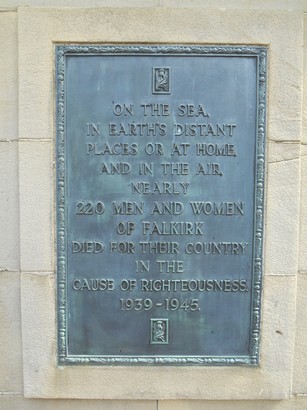 ON THE SEA,
IN EARTH'S DISTANT
PLACES OR AT HOME,
AND IN THE AIR,
NEARLY
220 MEN AND WOMEN
OF FALKIRK
DIED FOR THEIR COUNTRY
IN THE
CAUSE OF RIGHTEOUSNESS.
1939-1945.